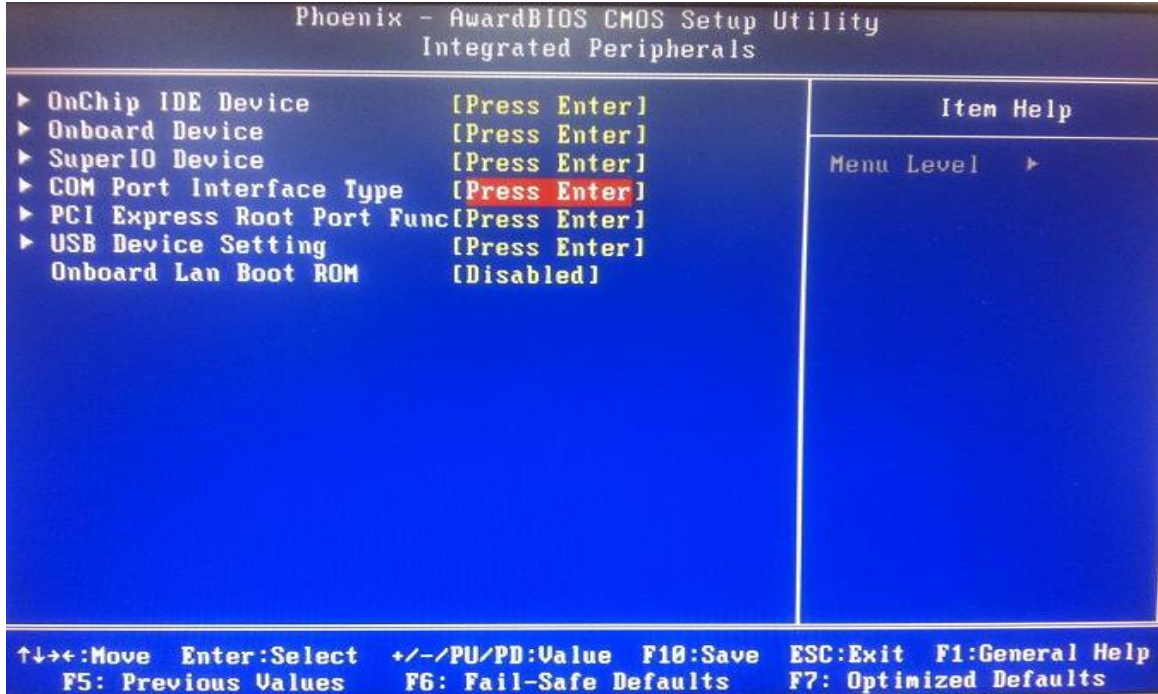 Phoenix - AwardBIOS CMOS Setup Utility
Integrated Peripherals
► OnChip IDE Device [Press Enter]
► Onboard Device [Press Enter]
► SuperIO Device [Press Enter]
► COM Port Interface Type [Press Enter]
► PCI Express Root Port Func[Press Enter]
► USB Device Setting [Press Enter]
Onboard Lan Boot ROM [Disabled]
Item Help
Menu Level ►
↑↓→←:Move Enter:Select +/-/PU/PD:Value F10:Save ESC:Exit F1:General Help
F5: Previous Values F6: Fail-Safe Defaults F7: Optimized Defaults